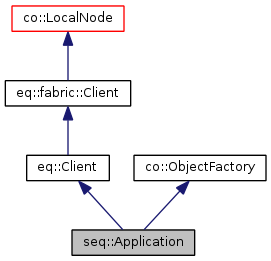 co::LocalNode
eq::fabric::Client
eq::Client
co::ObjectFactory
seq::Application